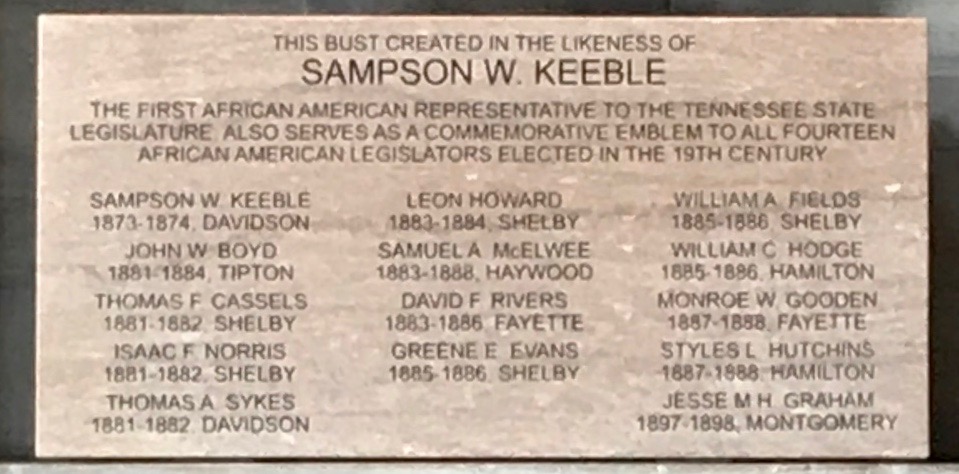 THIS BUST CREATED IN THE LIKENESS OF
SAMPSON W. KEEBLE
THE FIRST AFRICAN AMERICAN REPRESENTATIVE TO THE TENNESSEE STATE
LEGISLATURE, ALSO SERVES AS A COMMEMORATIVE EMBLEM TO ALL FOURTEEN
AFRICAN AMERICAN LEGISLATORS ELECTED IN THE 19TH CENTURY
SAMPSON W. KEEBLE
1873-1874, DAVIDSON
JOHN W. BOYD
1881-1884, TIPTON
THOMAS F. CASSELS
1881-1882, SHELBY
ISAAC F. NORRIS
1881-1882, SHELBY
THOMAS A. SYKES
1881-1882, DAVIDSON
LEON HOWARD
1883-1884, SHELBY
SAMUEL A. McELWEE
1883-1888, HAYWOOD
DAVID F. RIVERS
1883-1886, FAYETTE
GREENE E. EVANS
1885-1886, SHELBY
WILLIAM A. FIELDS
1885-1886, SHELBY
WILLIAM C. HODGE
1885-1886, HAMILTON
MONROE W. GOODEN
1887-1888, FAYETTE
STYLES L. HUTCHINS
1887-1888, HAMILTON
JESSE M.H. GRAHAM
1897-1898, MONTGOMERY